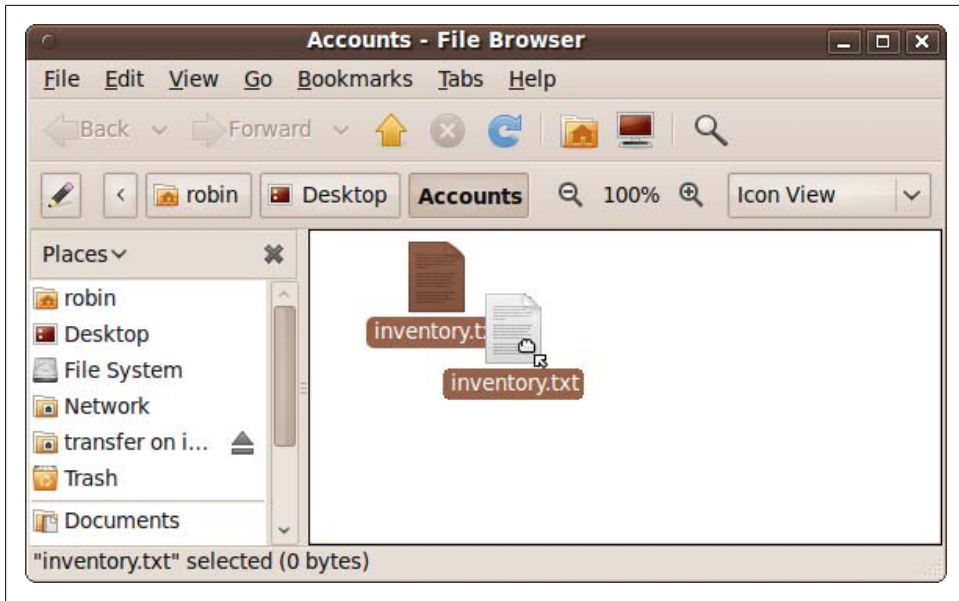 Accounts - File Browser
File Edit View Go Bookmarks Tabs Help
Back Forward
robin Desktop Accounts 100% Icon View
Places
robin
Desktop
File System
Network
transfer on i...
Trash
Documents
inventory.t
inventory.txt
"inventory.txt" selected (0 bytes)